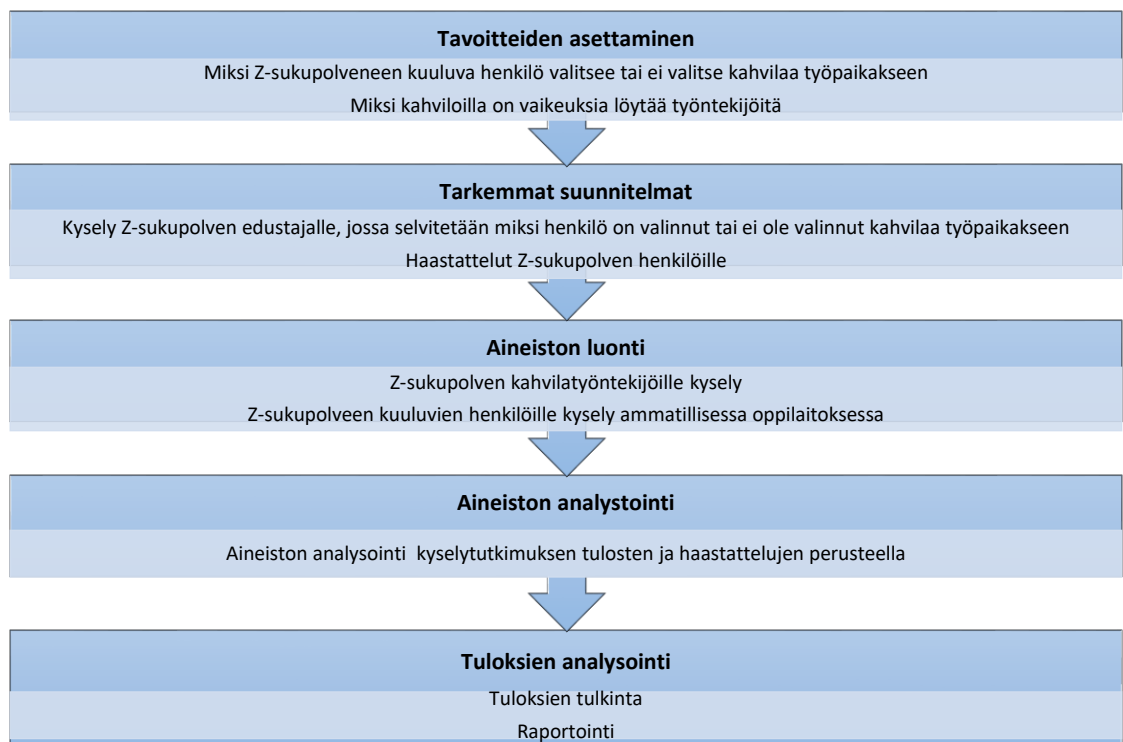 Tavoitteiden asettaminen
Miksi Z-sukupolveneen kuuluva henkilö valitsee tai ei valitse kahvilaa työpaikakseen
Miksi kahviloilla on vaikeuksia löytää työntekijöitä
Tarkemmat suunnitelmat
Kysely Z-sukupolven edustajalle, jossa selvitetään miksi henkilö on valinnut tai ei ole valinnut kahvilaa työpaikakseen
Haastattelut Z-sukupolven henkilöille
Aineiston luonti
Z-sukupolven kahvilatyöntekijöille kysely
Z-sukupolveen kuuluvien henkilöille kysely ammatillisessa oppilaitoksessa
Aineiston analystointi
Aineiston analysointi kyselytutkimuksen tulosten ja haastattelujen perusteella
Tuloksien analysointi
Tuloksien tulkinta
Raportointi